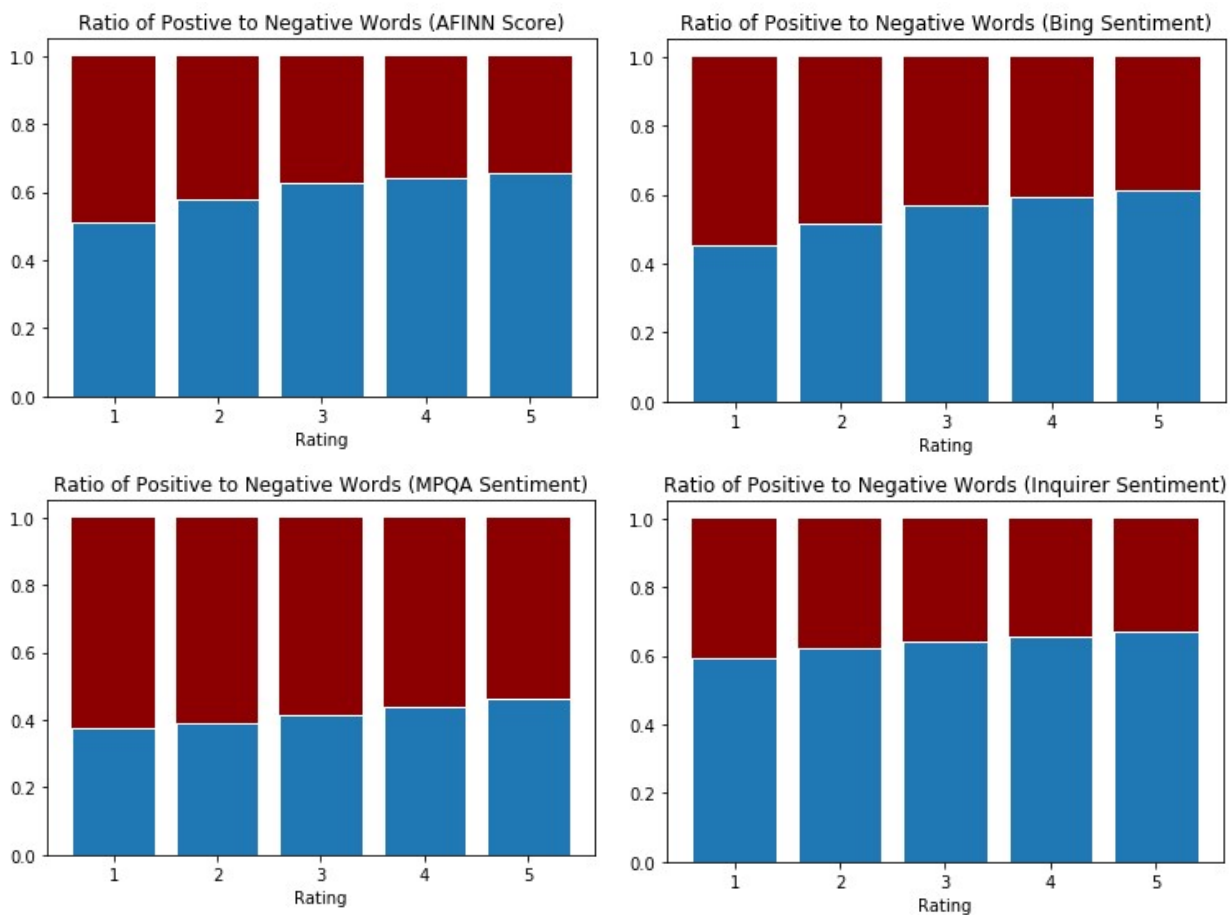 Ratio of Postive to Negative Words (AFINN Score)
1.0
0.8
0.6
0.4
0.2
0.0
1 2 3 4 5
Rating
Ratio of Postive to Negative Words (Bing Sentiment)
1.0
0.8
0.6
0.4
0.2
0.0
1 2 3 4 5
Rating
Ratio of Positive to Negative Words (MPQA Sentiment)
1.0
0.8
0.6
0.4
0.2
0.0
1 2 3 4 5
Rating
Ratio of Positive to Negative Words (Inquirer Sentiment)
1.0
0.8
0.6
0.4
0.2
0.0
1 2 3 4 5
Rating